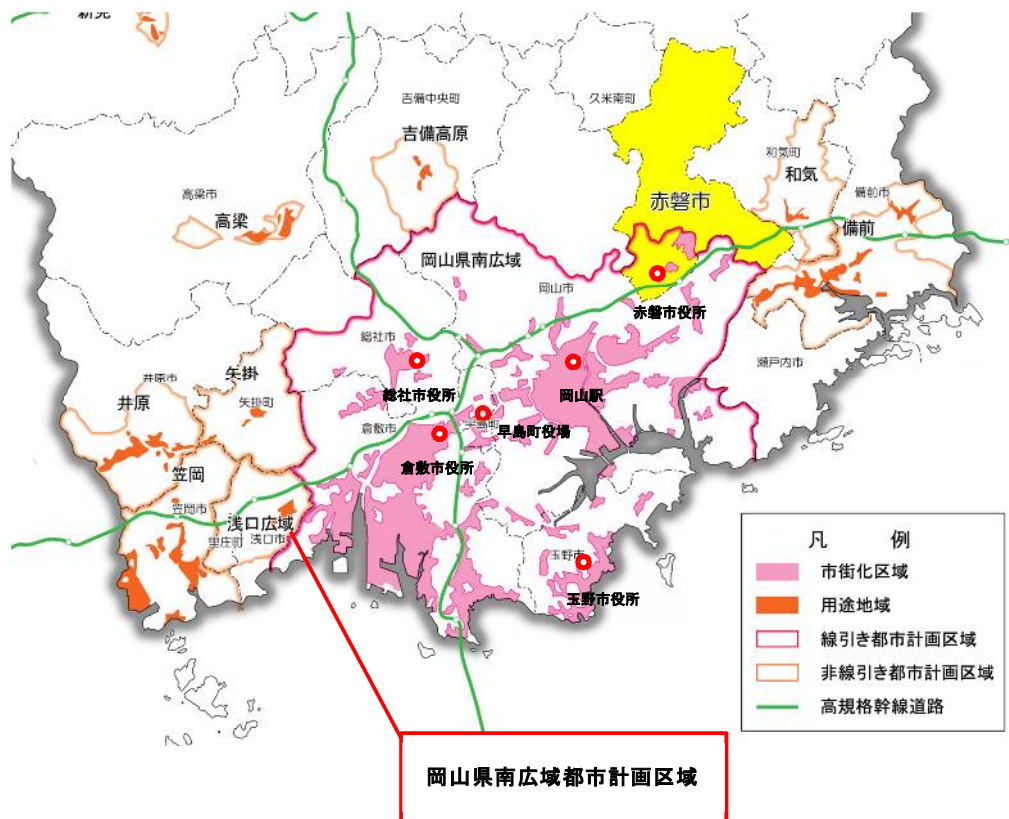 新見
吉備中央町
吉備高原
久米南町
和気町
和気
備前市
備前
赤磐市
高梁市
高梁
岡山県南広域
岡山市
赤磐市役所
瀬戸内市
総社市
総社市役所
岡山駅
矢掛
井原市
矢掛町
井原
倉敷市
早島町
早島町役場
倉敷市役所
笠岡
笠岡市
浅口広域
里庄町
浅口市
玉野市
玉野市役所
凡 例
市街化区域
用途地域
線引き都市計画区域
非線引き都市計画区域
高規格幹線道路
岡山県南広域都市計画区域